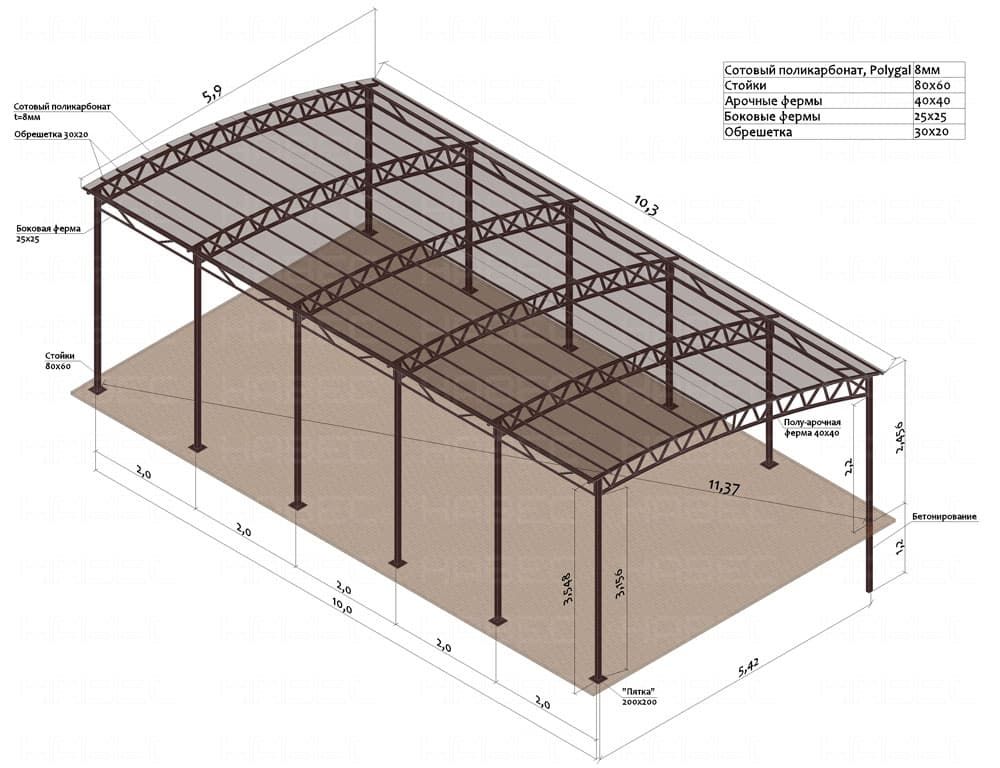 5,9
Сотовый поликарбонат, Polygal 8мм
Стойки 80х60
Арочные фермы 40х40
Боковые фермы 25х25
Обрешетка 30х20
Сотовый поликарбонат
t=8мм
Обрешетка 30х20
10,3
Боковая ферма
25х25
Стойки
80х60
Полу-арочная
ферма 40х40
2,456
2,2
11,37
Бетонирование
1,2
2,0
2,0
2,0
10,0
2,0
2,0
3,548
3,156
5,42
"Пятка"
200х200